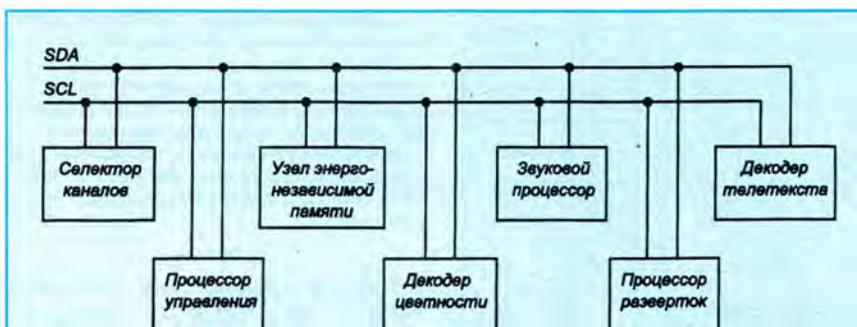 SDA
SCL
Селектор
каналов
Узел энерго-
независимой
памяти
Звуковой
процессор
Декодер
телетекста
Процессор
управления
Декодер
цветности
Процессор
разверток